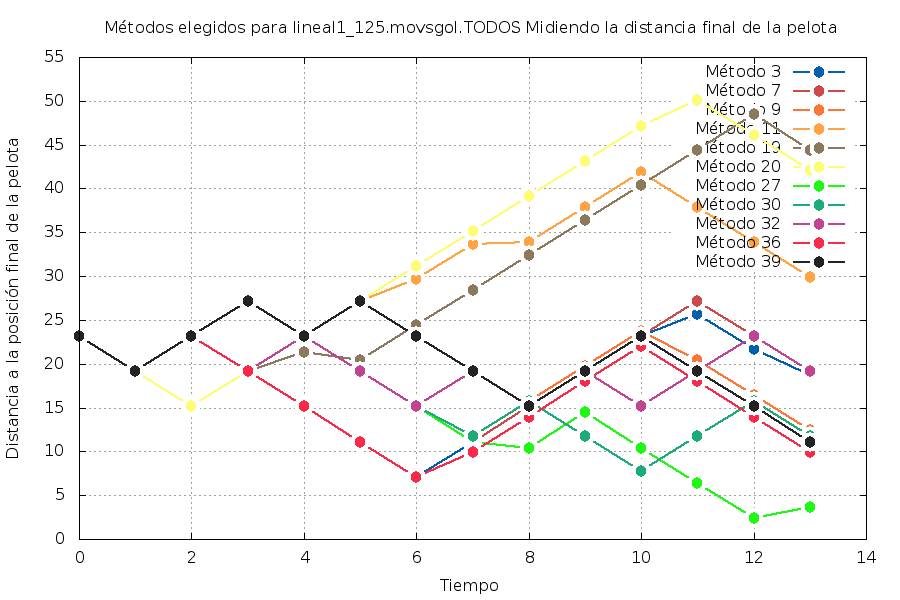 Métodos elegidos para lineal1_125.movsgol.TODOS Midiendo la distancia final de la pelota
Distancia a la posición final de la pelota
55
50
45
40
35
30
25
20
15
10
5
0
0 2 4 6 8 10 12 14
Tiempo
Método 3
Método 7
Método 9
Método 11
Método 19
Método 20
Método 27
Método 30
Método 32
Método 36
Método 39